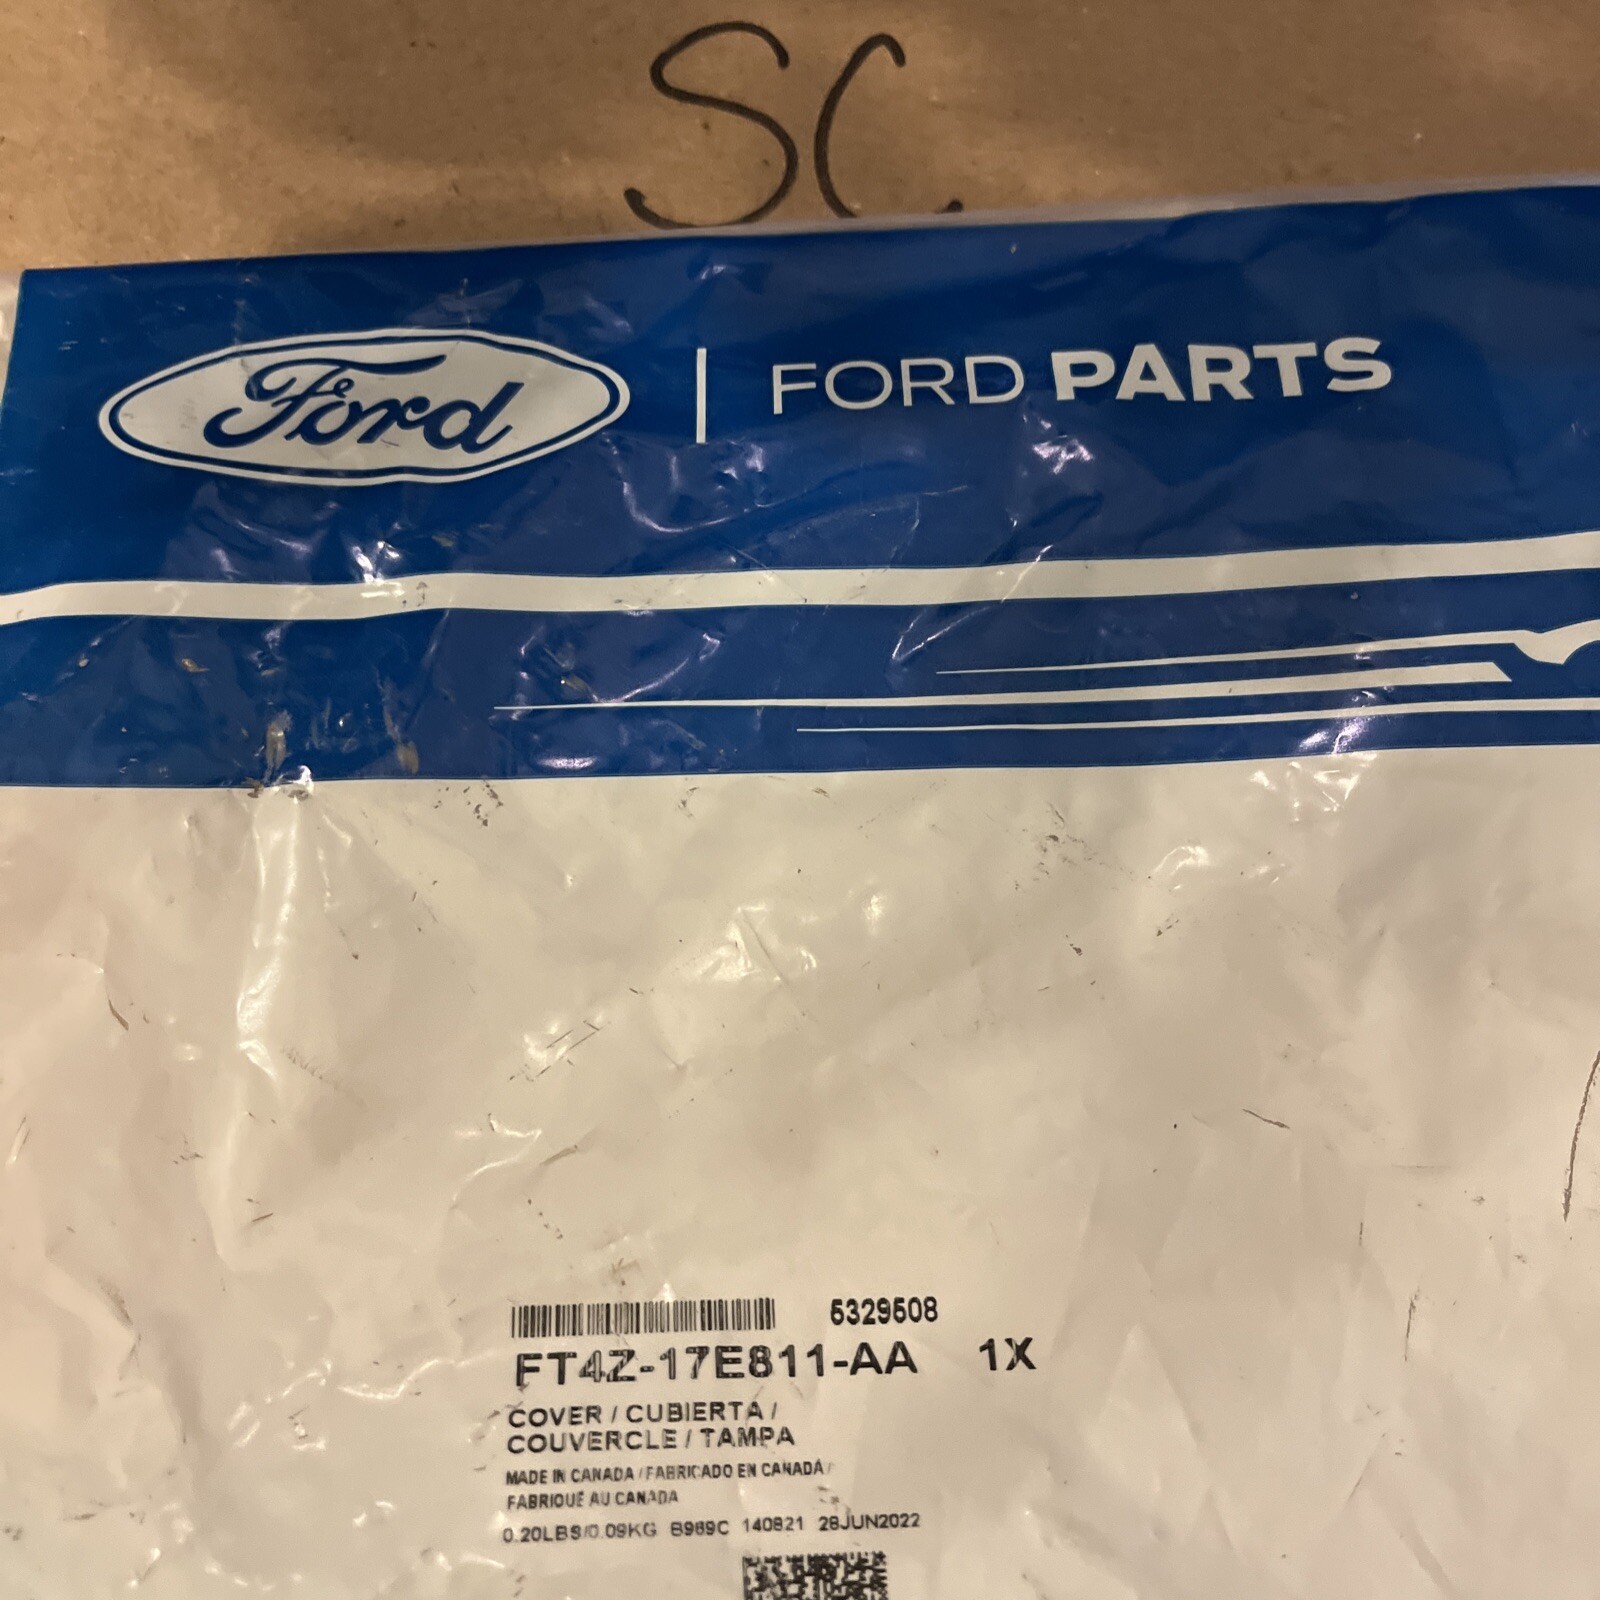 SC
Ford | FORD PARTS
5329508
FT4Z-17E811-AA 1X
COVER / CUBIERTA /
COUVERCLE / TAMPA
MADE IN CANADA / FABRICADO EN CANADA /
FABRIQUÉ AU CANADA
0.20LBS/0.09KG B989C 140821 28JUN2022